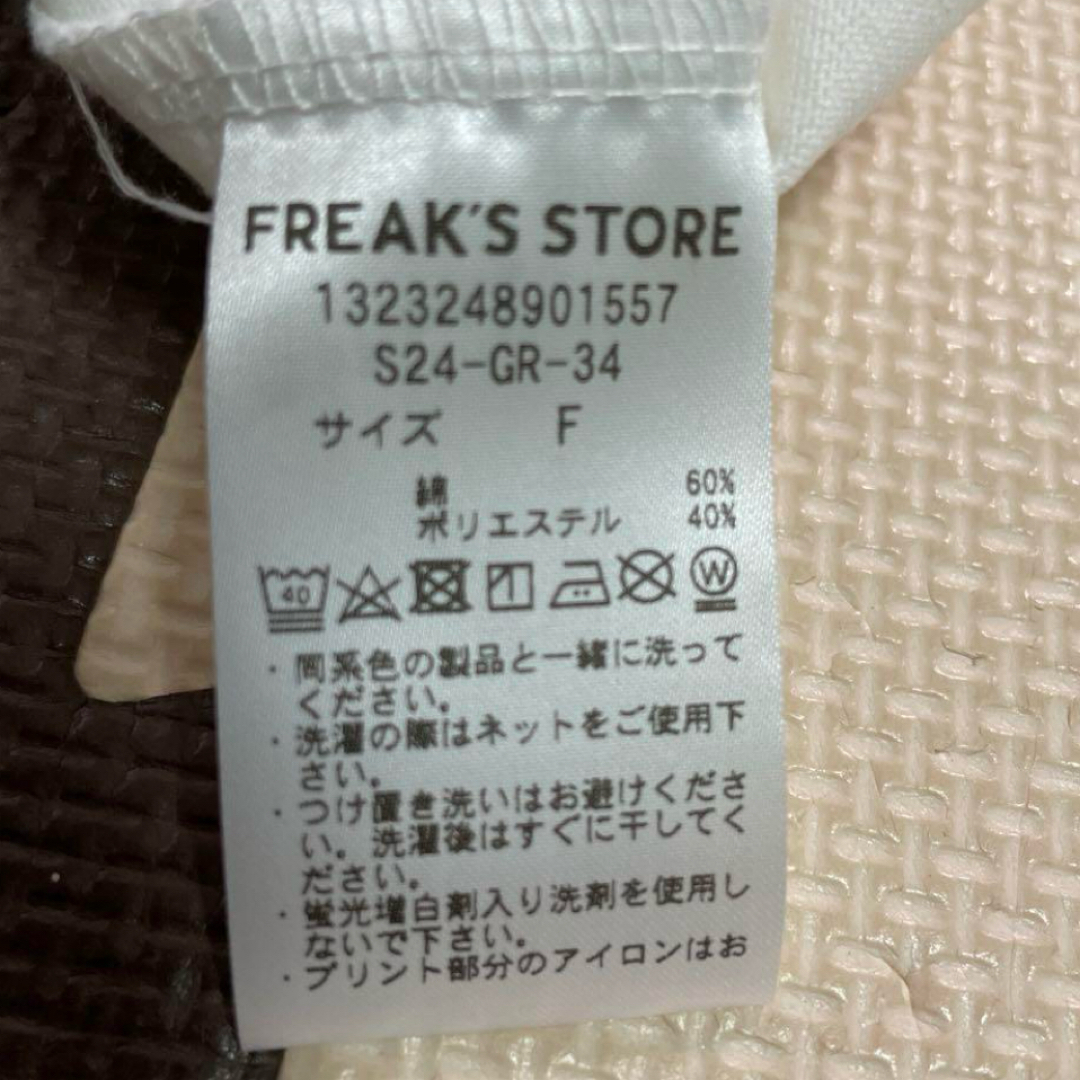 FREAK'S STORE
1323248901557
S24-GR-34
サイズ F
綿 60%
ポリエステル 40%
40 W
・同系色の製品と一緒に洗って
ください。
・洗濯の際はネットをご使用下
さい。
・つけ置き洗いはお避けくださ
い。洗濯後はすぐに干してく
ださい。
・蛍光増白剤入り洗剤を使用し
ないで下さい。
・プリント部分のアイロンはお